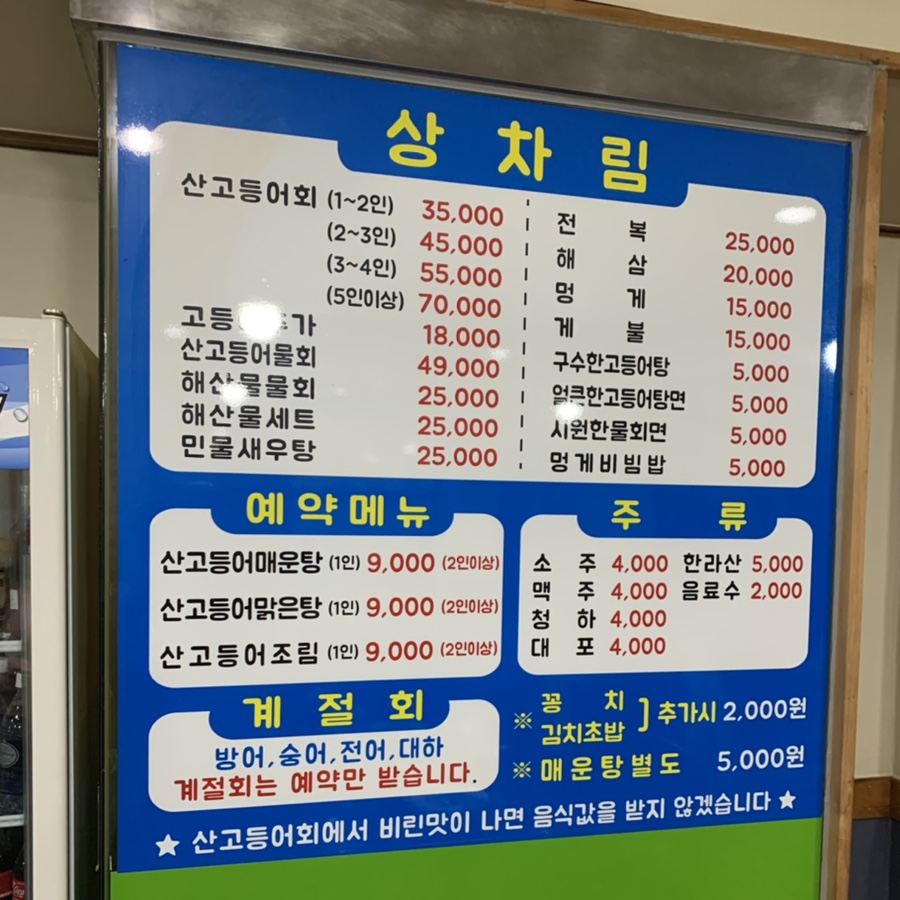 상 차 림
산고등어회 (1~2인) 35,000
(2~3인) 45,000
(3~4인) 55,000
(5인이상) 70,000
18,000
산고등어물회 49,000
해산물물회 25,000
해산물세트 25,000
민물새우탕 25,000
전 복 25,000
해 삼 20,000
멍 게 15,000
게 불 15,000
구수한고등어탕 5,000
얼큰한고등어탕면 5,000
시원한물회면 5,000
멍게비빔밥 5,000
예약메뉴
산고등어매운탕 (1인) 9,000 (2인이상)
산고등어맑은탕 (1인) 9,000 (2인이상)
산고등어조림 (1인) 9,000 (2인이상)
주 류
소 주 4,000 한라산 5,000
맥 주 4,000 음료수 2,000
청 하 4,000
대 포 4,000
계 절 회
방어,숭어,전어,대하
계절회는 예약만 받습니다.
※ 꽁 치
김치초밥 ] 추가시 2,000원
※ 매운탕별도 5,000원
★ 산고등어회에서 비린맛이 나면 음식값을 받지 않겠습니다 ★